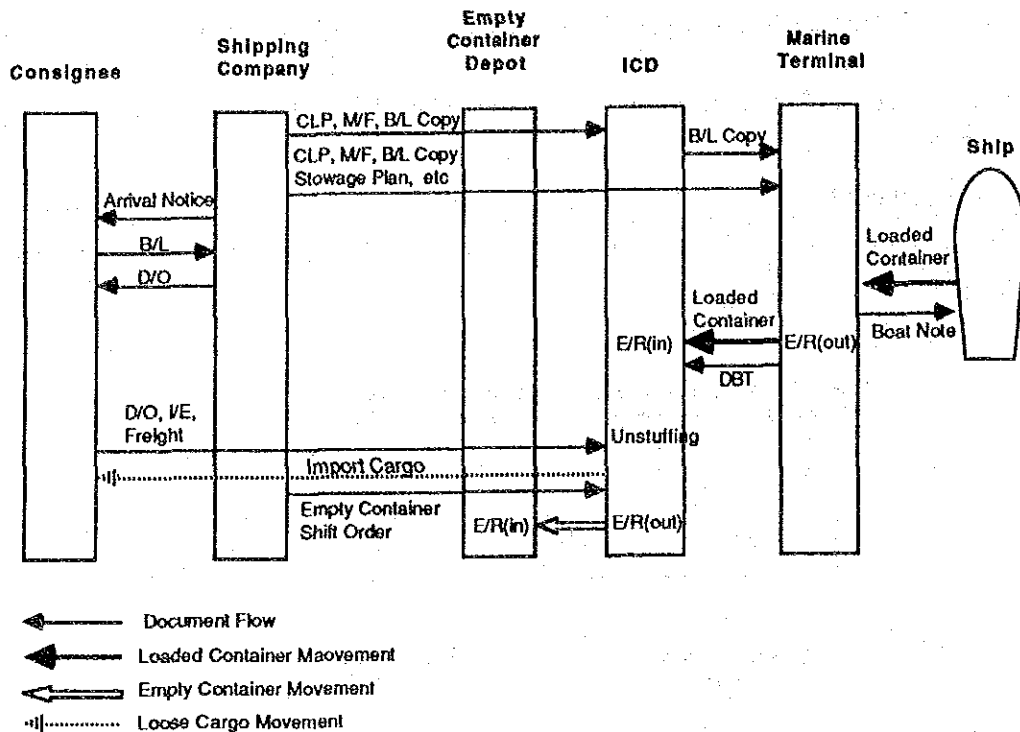 Consignee
Shipping
Company
Empty
Container
Depot
ICD
Marine
Terminal
Ship
CLP, M/F, B/L Copy
B/L Copy
CLP, M/F, B/L Copy
Stowage Plan, etc
Arrival Notice
B/L
D/O
Loaded
Container
Boat Note
Loaded
Container
E/R(in)
E/R(out)
DBT
D/O, I/E,
Freight
Unstuffing
Import Cargo
Empty Container
Shift Order
E/R(in)
E/R(out)
Document Flow
Loaded Container Maovement
Empty Container Movement
Loose Cargo Movement